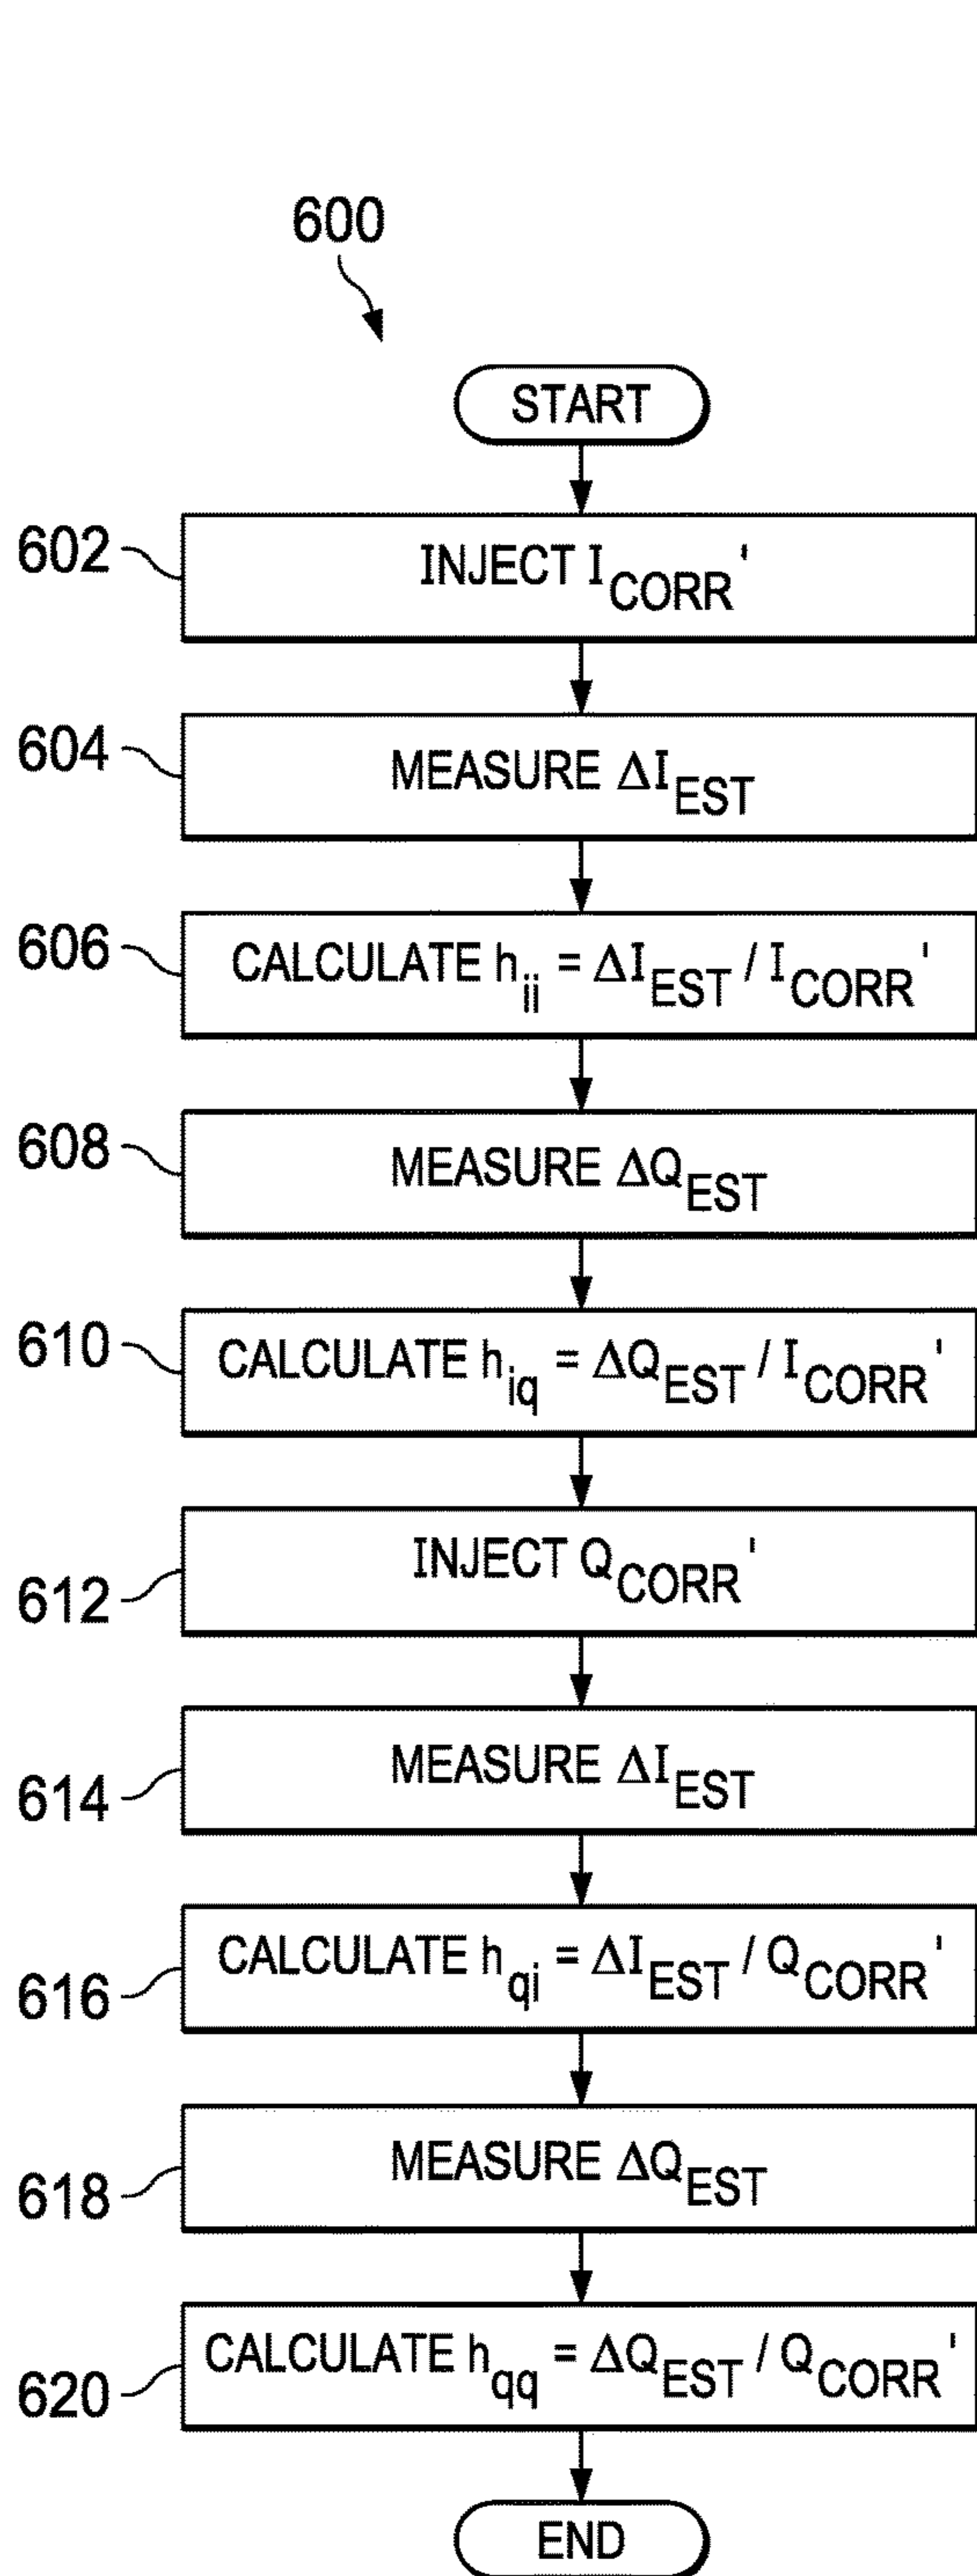 600
START
602
INJECT I_CORR'
604
MEASURE ΔI_EST
606
CALCULATE h_ii = ΔI_EST / I_CORR'
608
MEASURE ΔQ_EST
610
CALCULATE h_iq = ΔQ_EST / I_CORR'
612
INJECT Q_CORR'
614
MEASURE ΔI_EST
616
CALCULATE h_qi = ΔI_EST / Q_CORR'
618
MEASURE ΔQ_EST
620
CALCULATE h_qq = ΔQ_EST / Q_CORR'
END